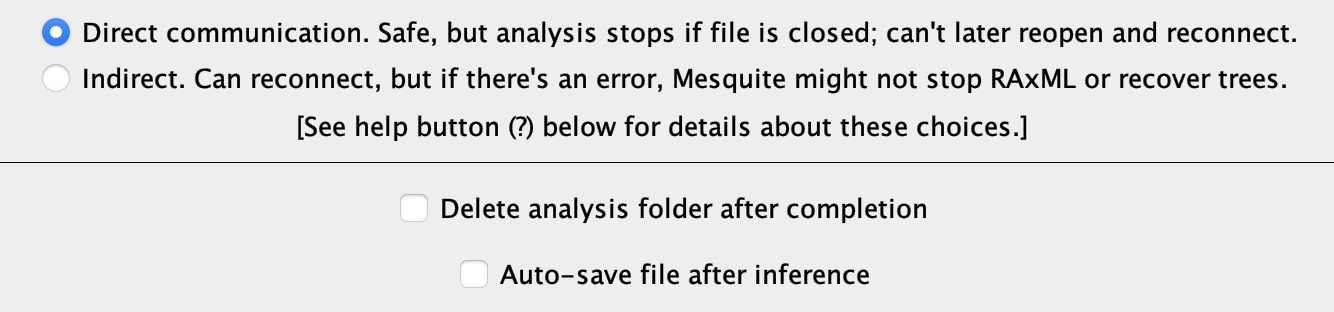 Direct communication. Safe, but analysis stops if file is closed; can't later reopen and reconnect.
Indirect. Can reconnect, but if there's an error, Mesquite might not stop RAxML or recover trees.
[See help button (?) below for details about these choices.]
Delete analysis folder after completion
Auto-save file after inference